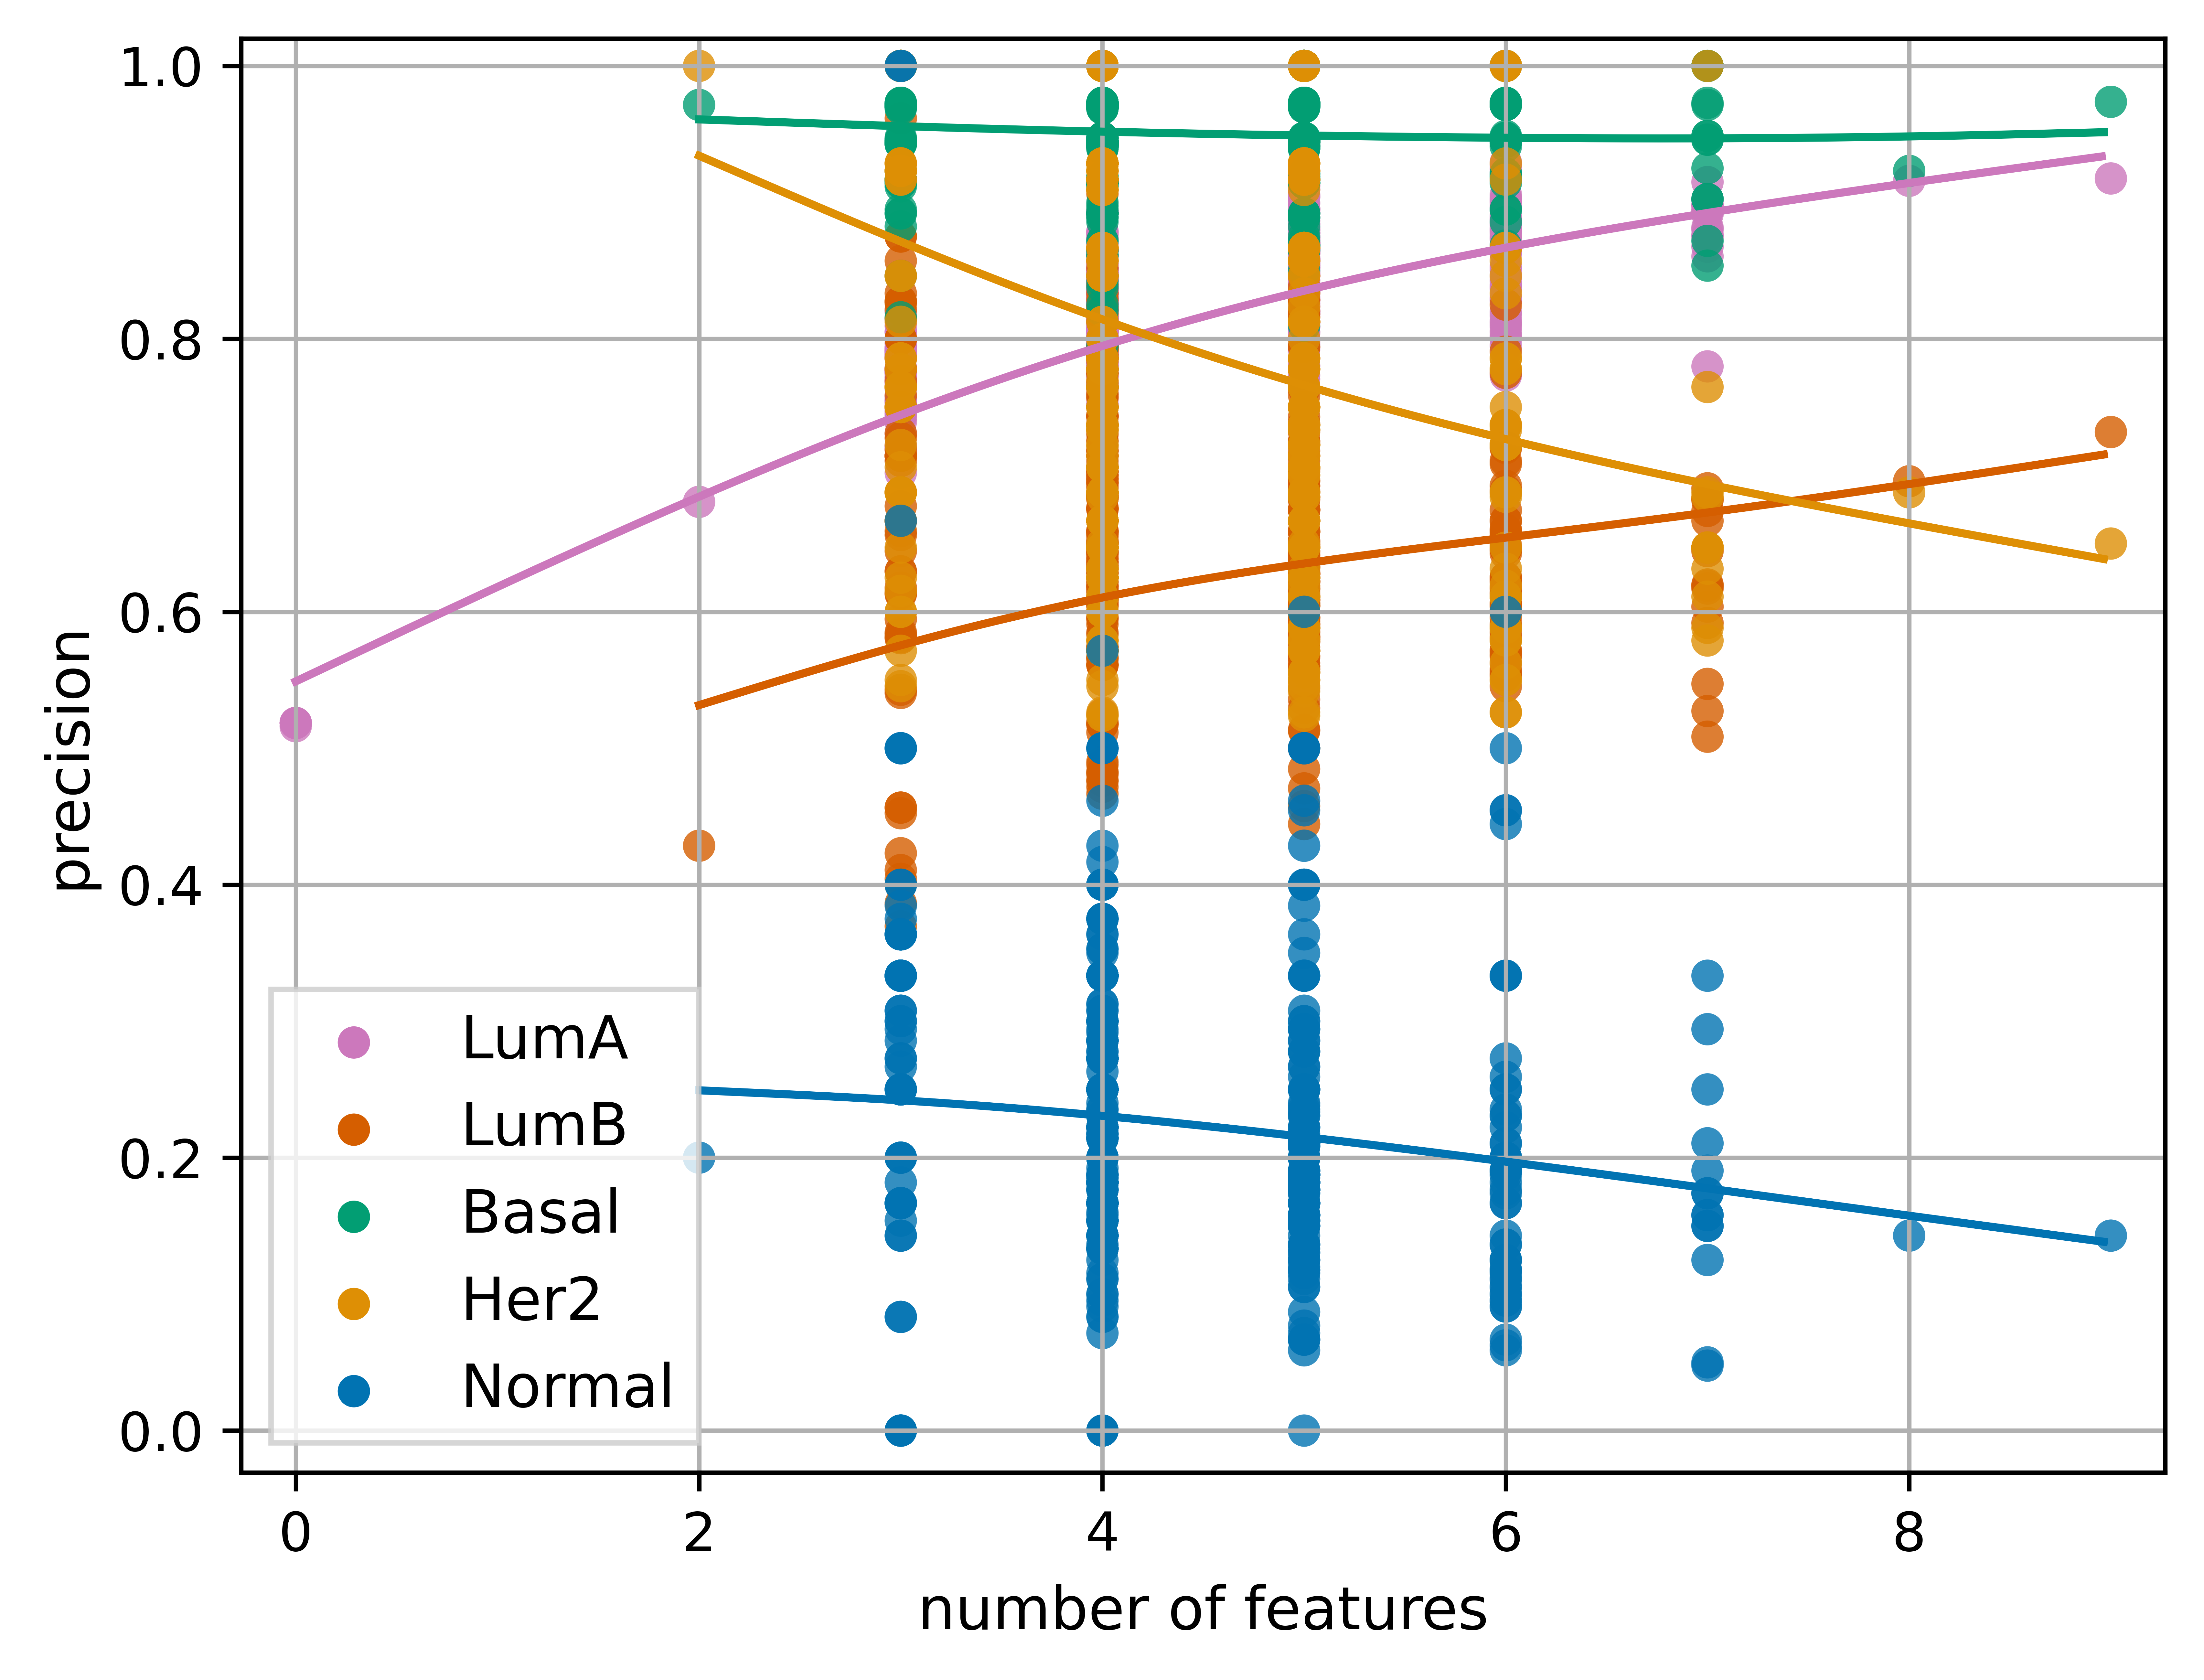 1.0
0.8
0.6
0.4
0.2
0.0
precision
LumA
LumB
Basal
Her2
Normal
0 2 4 6 8
number of features